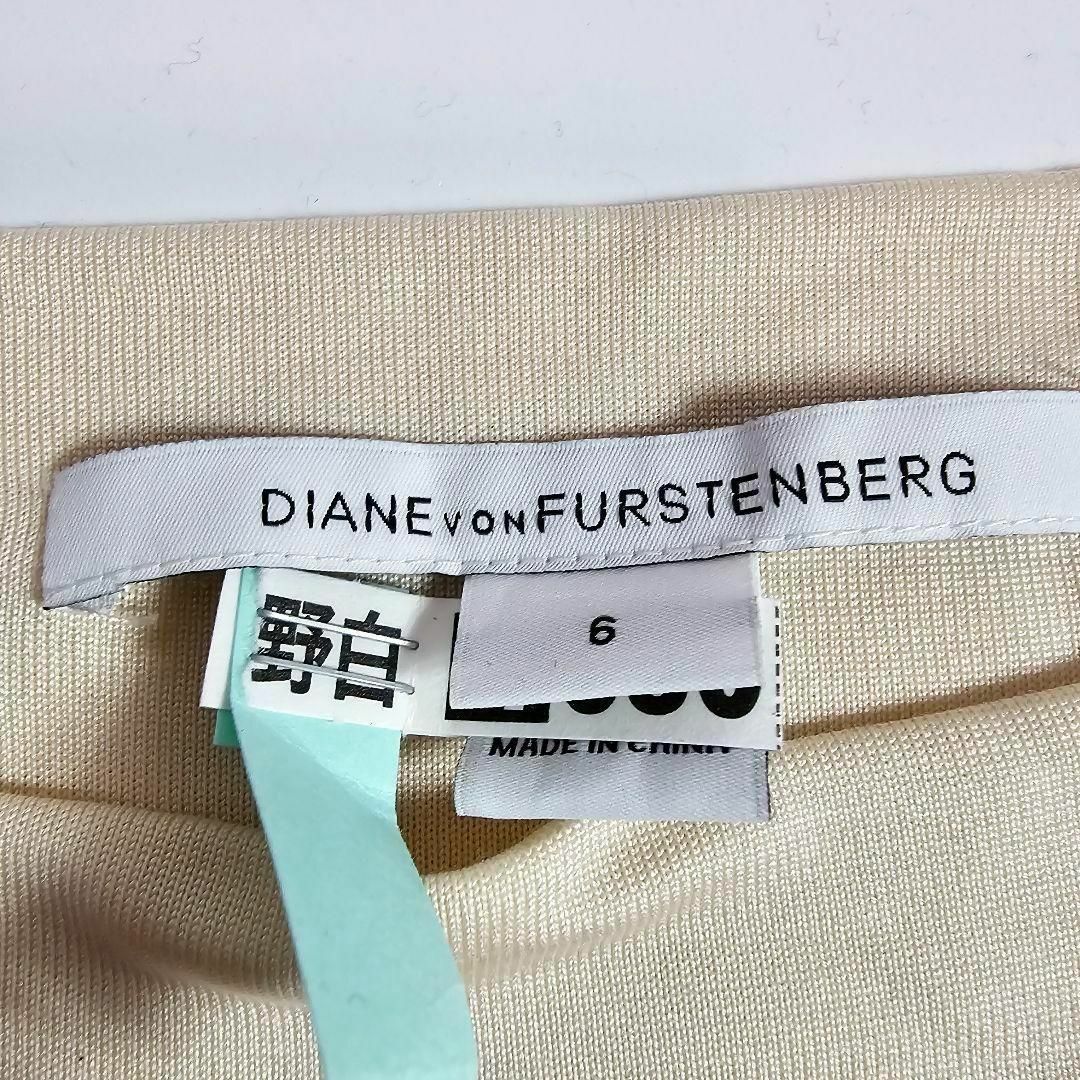 DIANE VON FURSTENBERG
野白
6
MADE IN CHINA